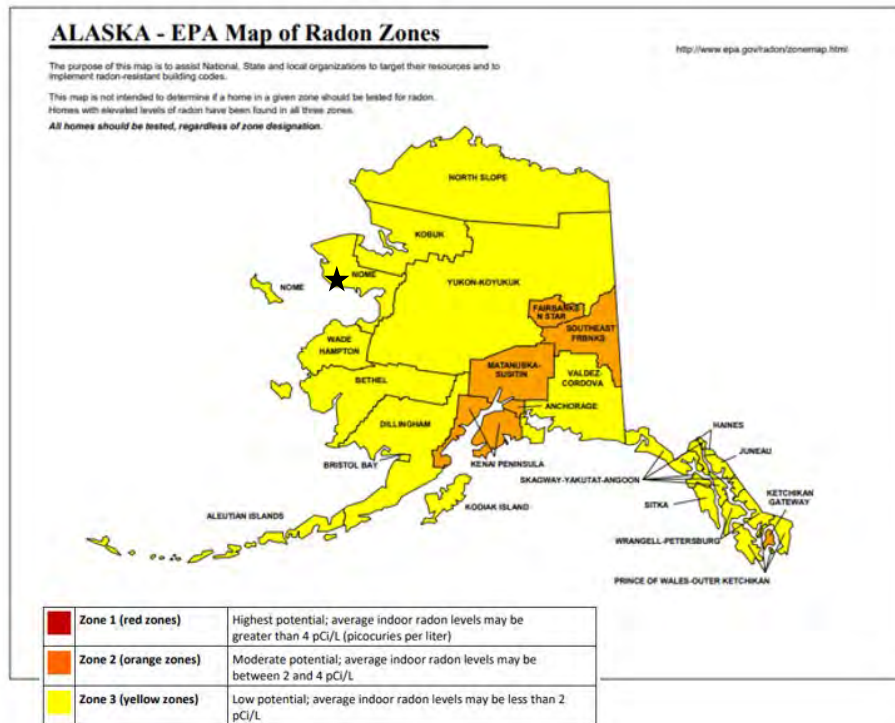 ALASKA - EPA Map of Radon Zones
http://www.epa.gov/radon/zonemap.html
The purpose of this map is to assist National, State and local organizations to target their resources and to
implement radon-resistant building codes.
This map is not intended to determine if a home in a given zone should be tested for radon.
Homes with elevated levels of radon have been found in all three zones.
All homes should be tested, regardless of zone designation.
NORTH SLOPE
KOBUK
NOME
NOME
YUKON-KOYUKUK
FAIRBANKS
N STAR
SOUTHEAST
FRBNKS
WADE
HAMPTON
MATANUSKA-
SUSITIN
VALDEZ-
CORDOVA
BETHEL
ANCHORAGE
DILLINGHAM
HAINES
JUNEAU
BRISTOL BAY
KENAI PENINSULA
SKAGWAY-YAKUTAT-ANGOON
KETCHIKAN
GATEWAY
SITKA
KODIAK ISLAND
ALEUTIAN ISLANDS
WRANGELL-PETERSBURG
PRINCE OF WALES-OUTER KETCHIKAN
Zone 1 (red zones)
Highest potential; average indoor radon levels may be
greater than 4 pCi/L (picocuries per liter)
Zone 2 (orange zones)
Moderate potential; average indoor radon levels may be
between 2 and 4 pCi/L
Zone 3 (yellow zones)
Low potential; average indoor radon levels may be less than 2
pCi/L